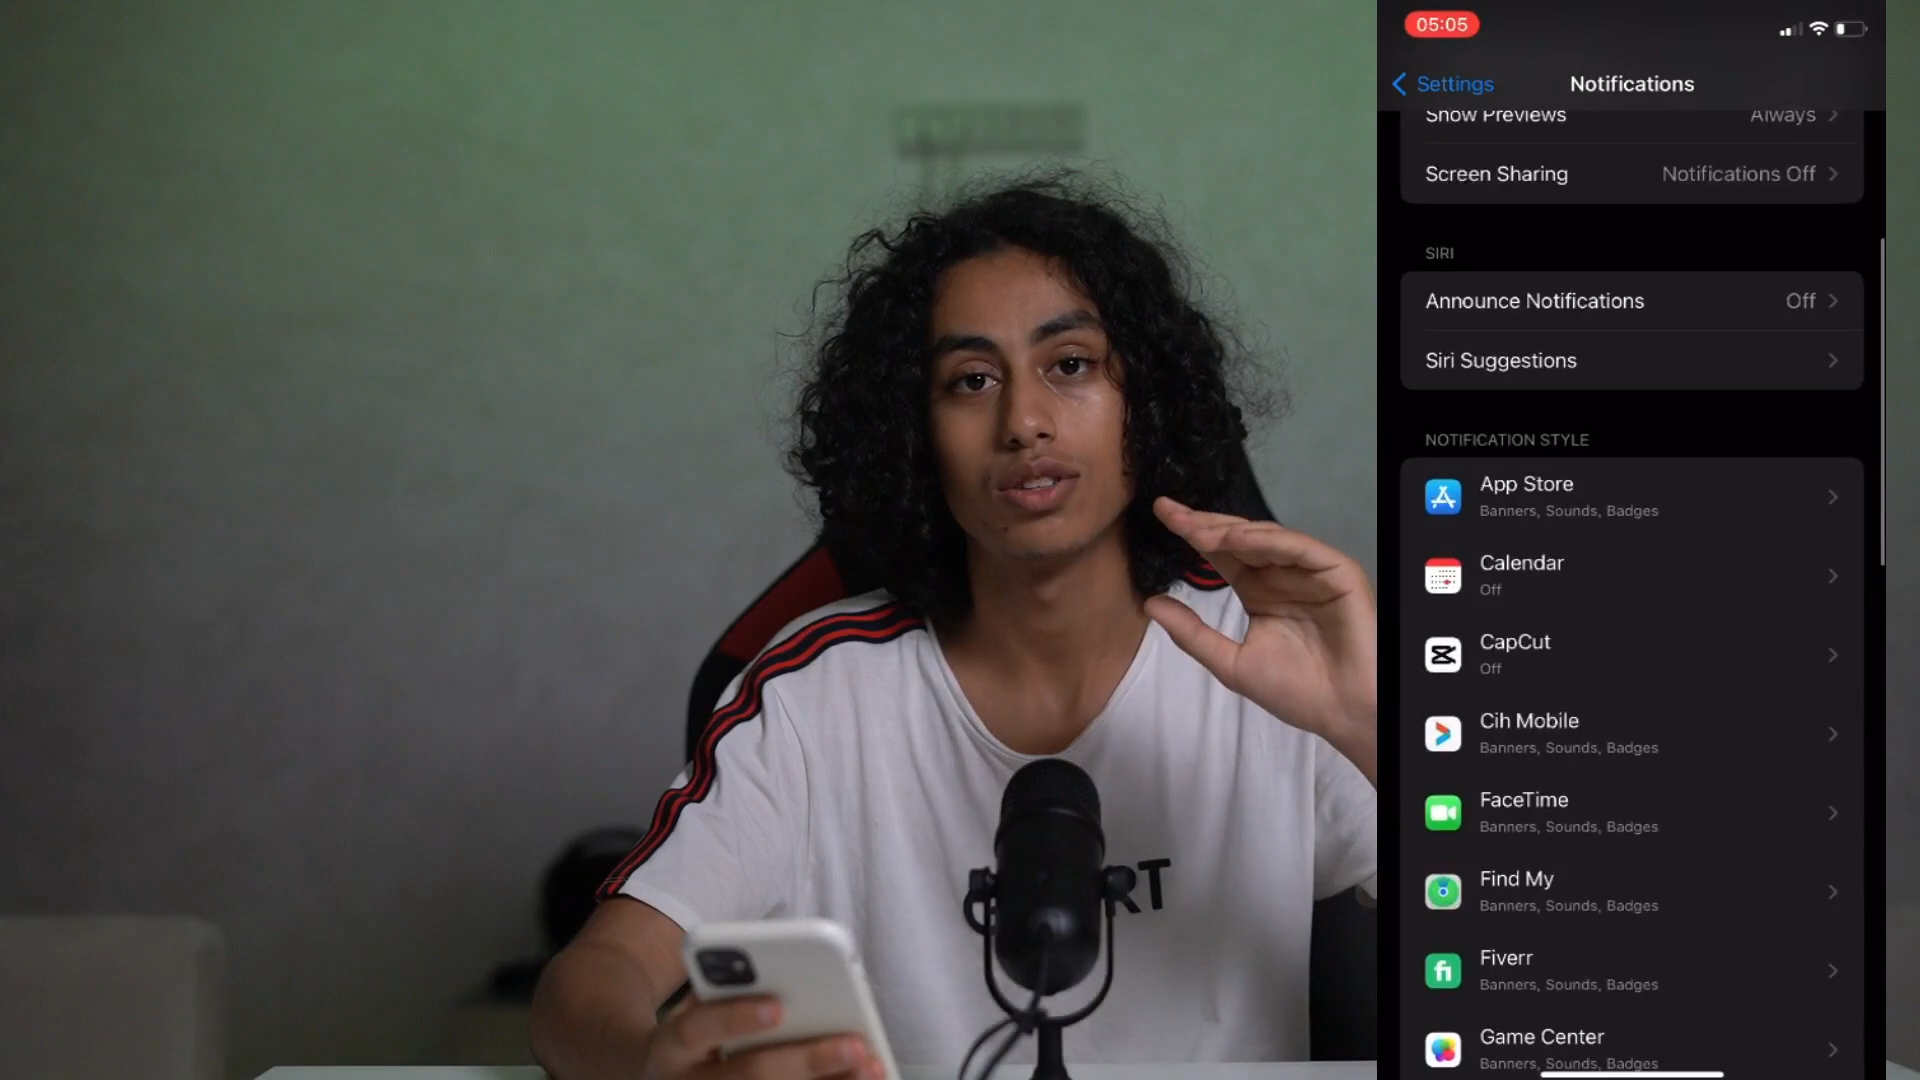 05:05
Settings
Notifications
Show Previews Always
Screen Sharing Notifications Off
SIRI
Announce Notifications Off
Siri Suggestions
NOTIFICATION STYLE
App Store
Banners, Sounds, Badges
Calendar
Off
CapCut
Off
Cih Mobile
Banners, Sounds, Badges
FaceTime
Banners, Sounds, Badges
Find My
Banners, Sounds, Badges
Fiverr
Banners, Sounds, Badges
fi
Game Center
Banners, Sounds, Badges
RT